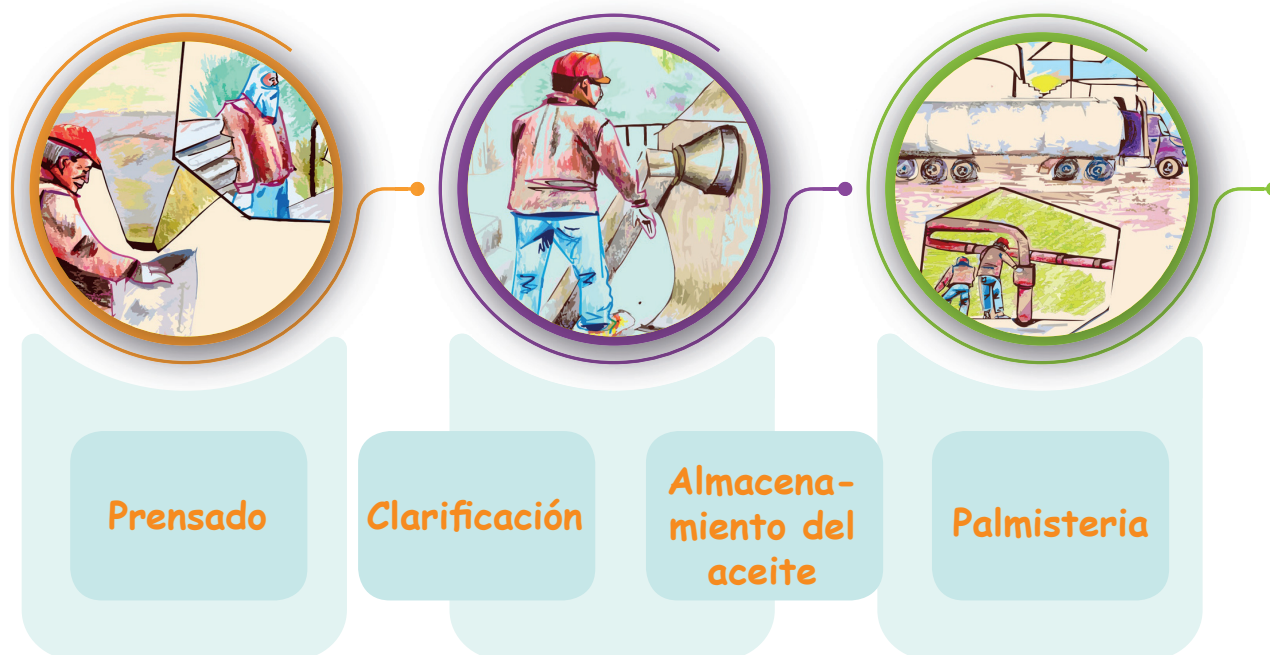 Prensado
Clarificación
Almacena-
miento del
aceite
Palmisteria